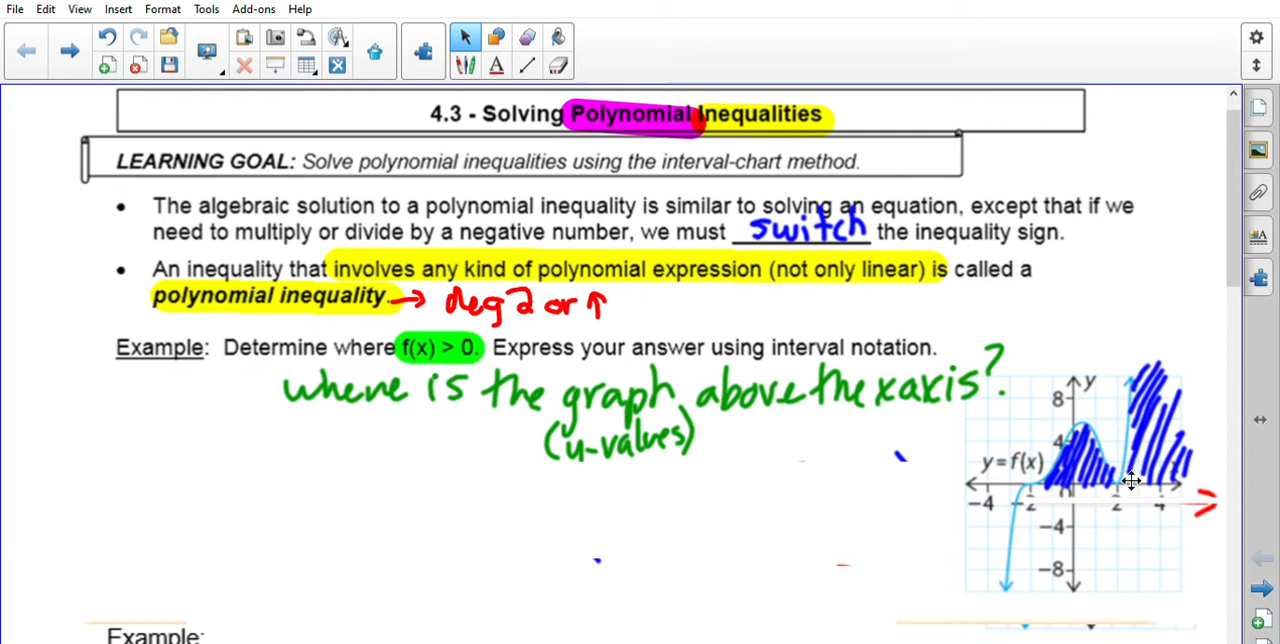 File Edit View Insert Format Tools Add-ons Help
4.3 - Solving Polynomial Inequalities
LEARNING GOAL: Solve polynomial inequalities using the interval-chart method.
• The algebraic solution to a polynomial inequality is similar to solving an equation, except that if we
need to multiply or divide by a negative number, we must switch the inequality sign.
• An inequality that involves any kind of polynomial expression (not only linear) is called a
polynomial inequality. → deg 2 or ↑
Example: Determine where f(x) > 0. Express your answer using interval notation.
where is the graph above the x axis?
(y-values)
y
8
4
y=f(x)
-4 -2 0 2 4
-4
-8
Example: